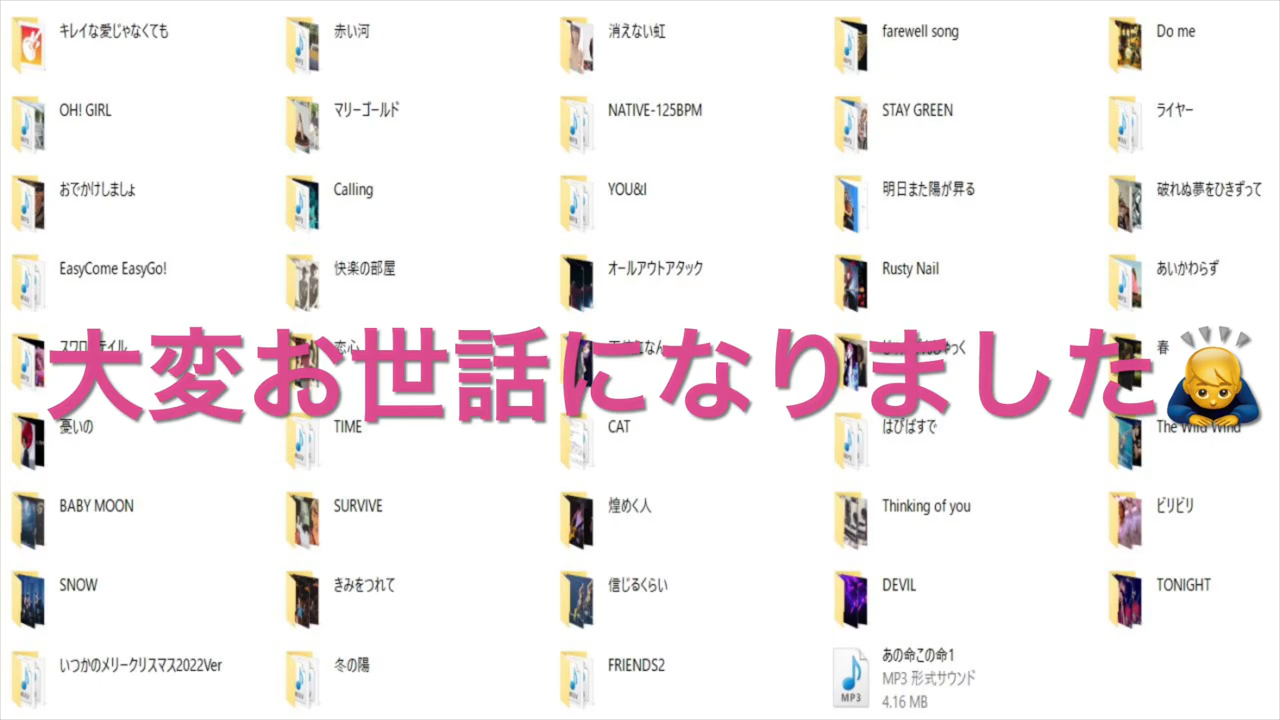 キレイな愛じゃなくても
赤い河
消えない虹
farewell song
Do me
OH! GIRL
マリーゴールド
NATIVE-125BPM
STAY GREEN
ライヤー
おでかけしましょ
Calling
YOU&I
明日また陽が昇る
破れぬ夢をひきずって
EasyCome EasyGo!
快楽の部屋
オールアウトアタック
Rusty Nail
あいかわらず
恋心
春
大変お世話になりました🙇
憂いの
TIME
CAT
はぴばすで
The Wild Wind
BABY MOON
SURVIVE
煌めく人
Thinking of you
ビリビリ
SNOW
きみをつれて
信じるくらい
DEVIL
TONIGHT
いつかのメリークリスマス2022Ver
冬の陽
FRIENDS2
あの命この命1
MP3 形式サウンド
4.16 MB
MP3